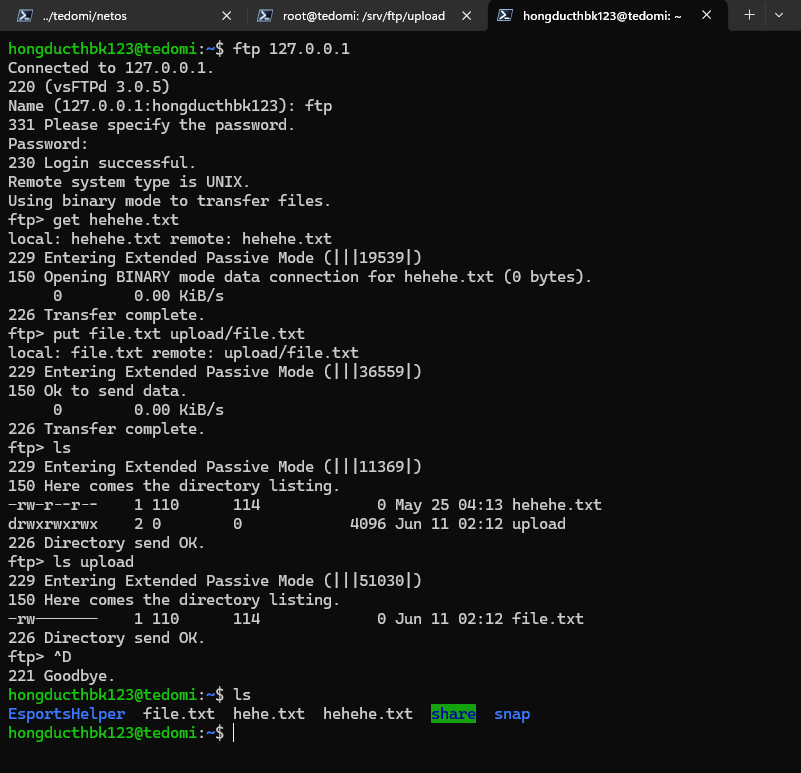 ../tedomi/netos
root@tedomi: /srv/ftp/upload
hongducthbk123@tedomi: ~
hongducthbk123@tedomi:~$ ftp 127.0.0.1
Connected to 127.0.0.1.
220 (vsFTPd 3.0.5)
Name (127.0.0.1:hongducthbk123): ftp
331 Please specify the password.
Password:
230 Login successful.
Remote system type is UNIX.
Using binary mode to transfer files.
ftp> get hehehe.txt
local: hehehe.txt remote: hehehe.txt
229 Entering Extended Passive Mode (|||19539|)
150 Opening BINARY mode data connection for hehehe.txt (0 bytes).
     0        0.00 KiB/s
226 Transfer complete.
ftp> put file.txt upload/file.txt
local: file.txt remote: upload/file.txt
229 Entering Extended Passive Mode (|||36559|)
150 Ok to send data.
     0        0.00 KiB/s
226 Transfer complete.
ftp> ls
229 Entering Extended Passive Mode (|||11369|)
150 Here comes the directory listing.
-rw-r--r--    1 110      114             0 May 25 04:13 hehehe.txt
drwxrwxrwx    2 0        0            4096 Jun 11 02:12 upload
226 Directory send OK.
ftp> ls upload
229 Entering Extended Passive Mode (|||51030|)
150 Here comes the directory listing.
-rw-------    1 110      114             0 Jun 11 02:12 file.txt
226 Directory send OK.
ftp> ^D
221 Goodbye.
hongducthbk123@tedomi:~$ ls
EsportsHelper  file.txt  hehe.txt  hehehe.txt  share  snap
hongducthbk123@tedomi:~$